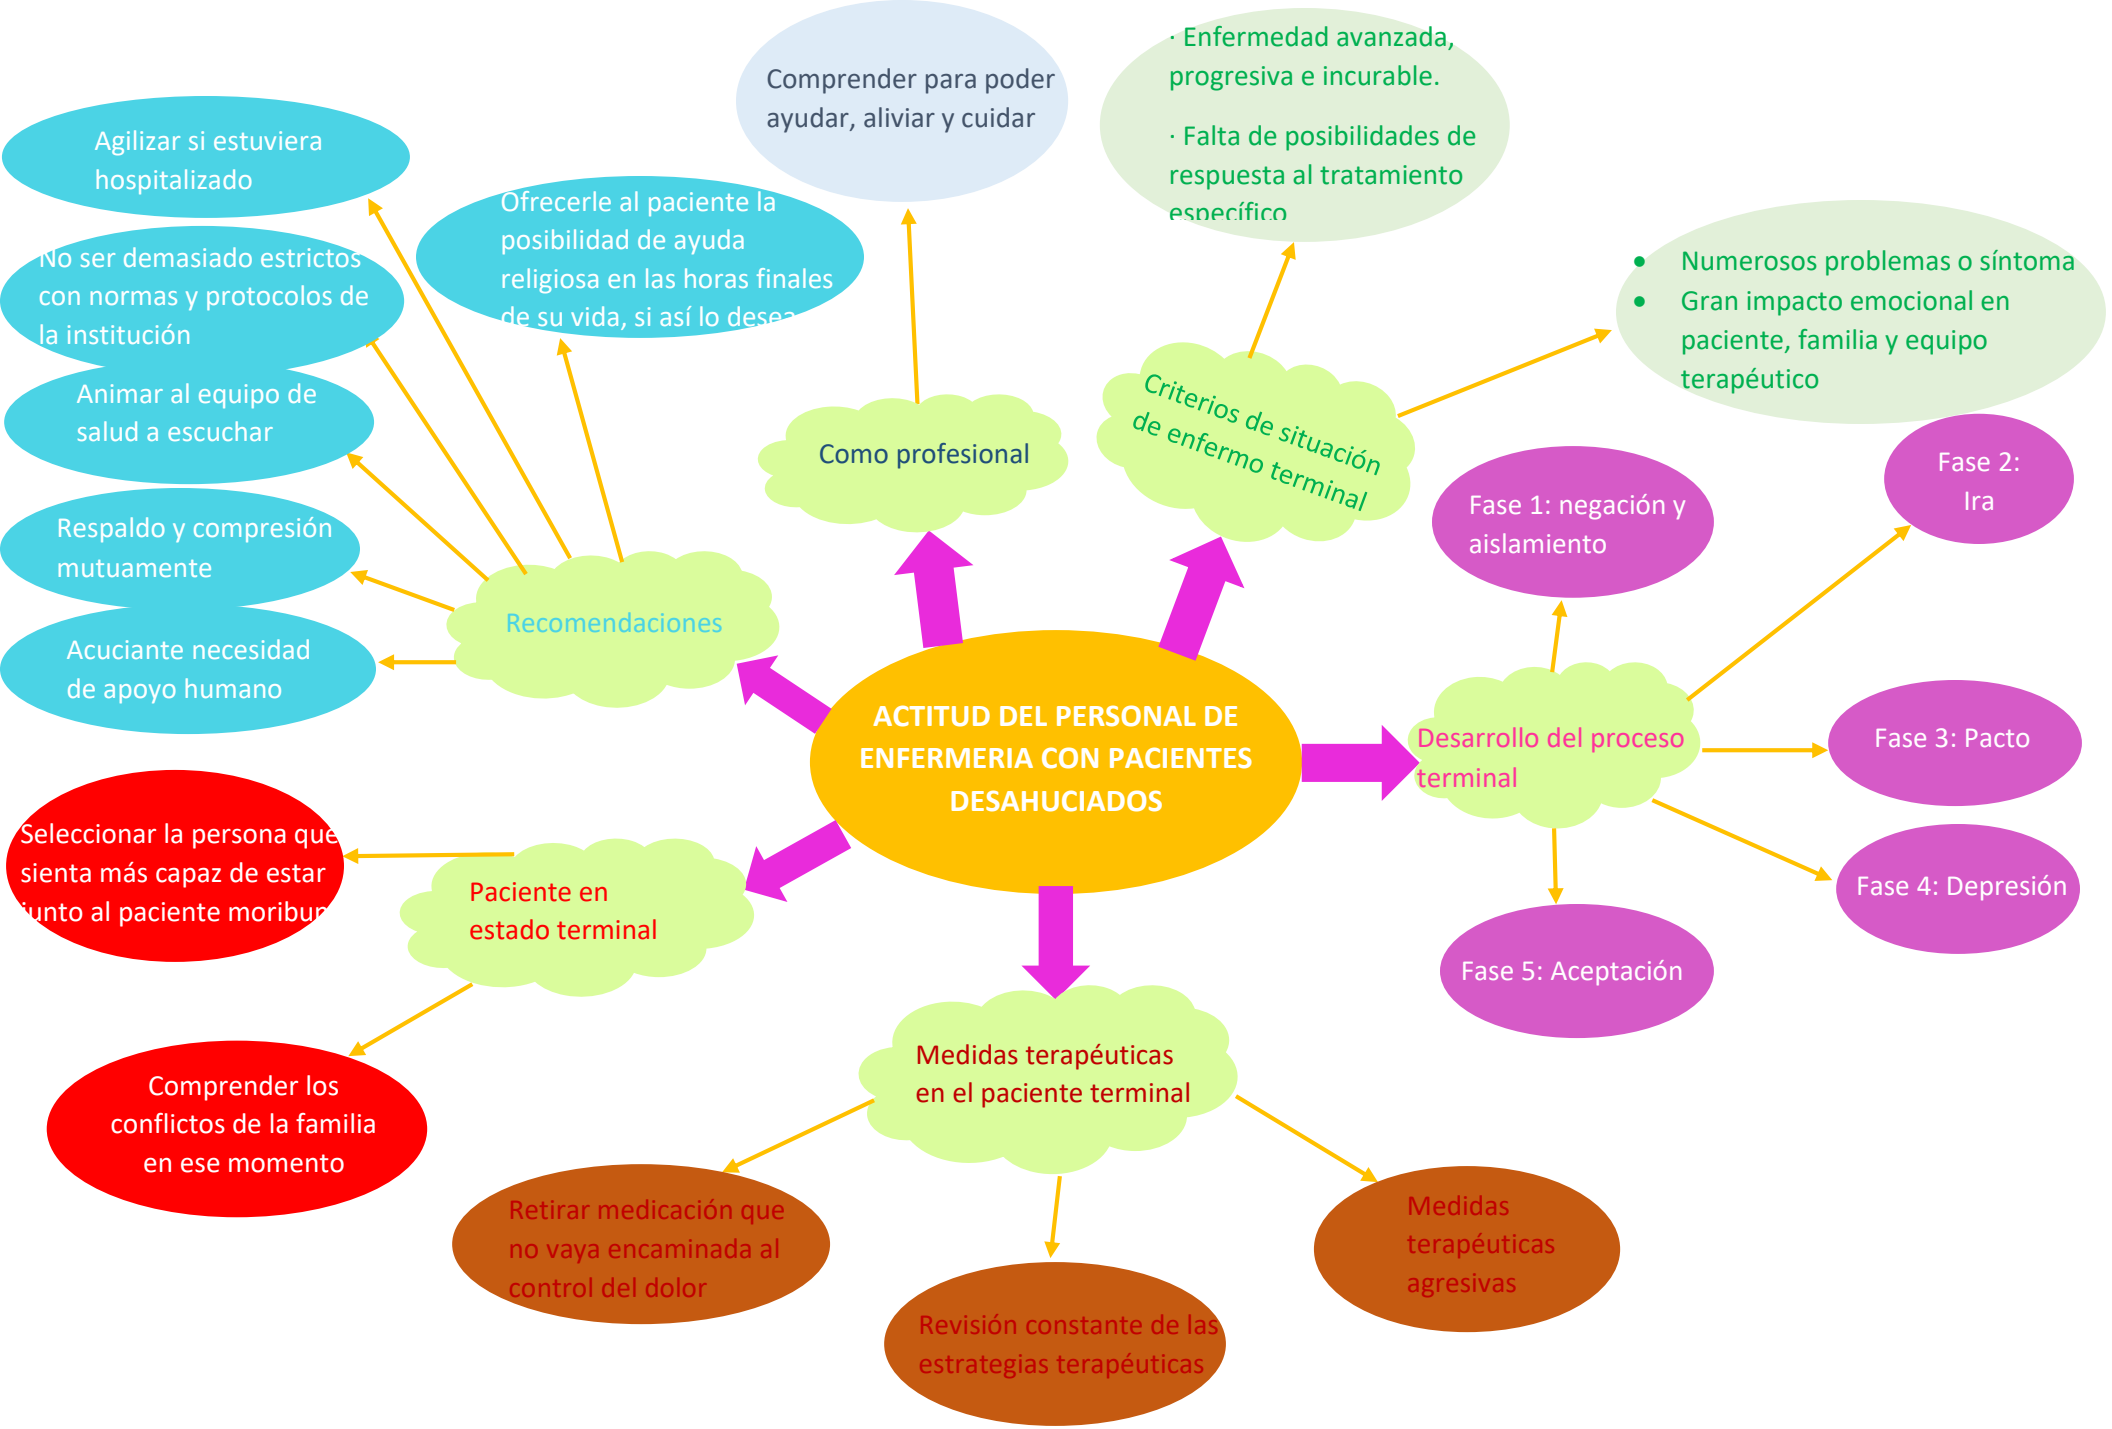 Comprender para poder
ayudar, aliviar y cuidar
· Enfermedad avanzada,
progresiva e incurable.
· Falta de posibilidades de
respuesta al tratamiento
específico
Agilizar si estuviera
hospitalizado
Ofrecerle al paciente la
posibilidad de ayuda
religiosa en las horas finales
de su vida, si así lo desea
No ser demasiado estrictos
con normas y protocolos de
la institución
• Numerosos problemas o síntoma
• Gran impacto emocional en
paciente, familia y equipo
terapéutico
Animar al equipo de
salud a escuchar
Como profesional
Criterios de situación
de enfermo terminal
Fase 1: negación y
aislamiento
Fase 2:
Ira
Respaldo y compresión
mutuamente
Recomendaciones
Acuciante necesidad
de apoyo humano
ACTITUD DEL PERSONAL DE
ENFERMERIA CON PACIENTES
DESAHUCIADOS
Desarrollo del proceso
terminal
Fase 3: Pacto
Fase 4: Depresión
Fase 5: Aceptación
Seleccionar la persona que
sienta más capaz de estar
junto al paciente
Paciente en
estado terminal
Comprender los
conflictos de la familia
en ese momento
Medidas terapéuticas
en el paciente terminal
Retirar medicación que
no vaya encaminada al
control del dolor
Revisión constante de las
estrategias terapéuticas
Medidas
terapéuticas
agresivas